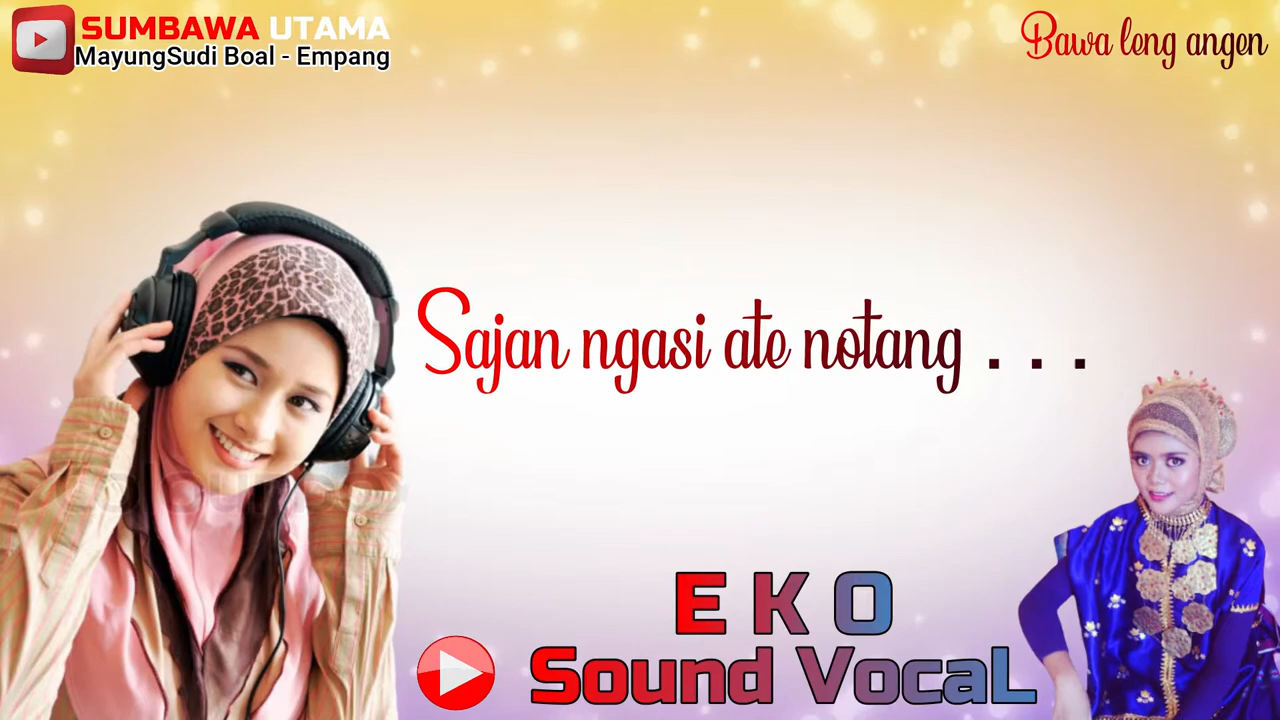 SUMBAWA UTAMA
MayungSudi Boal - Empang
Bawa leng angen
Sajan ngasi ate notang . . .
E K O
Sound VocaL